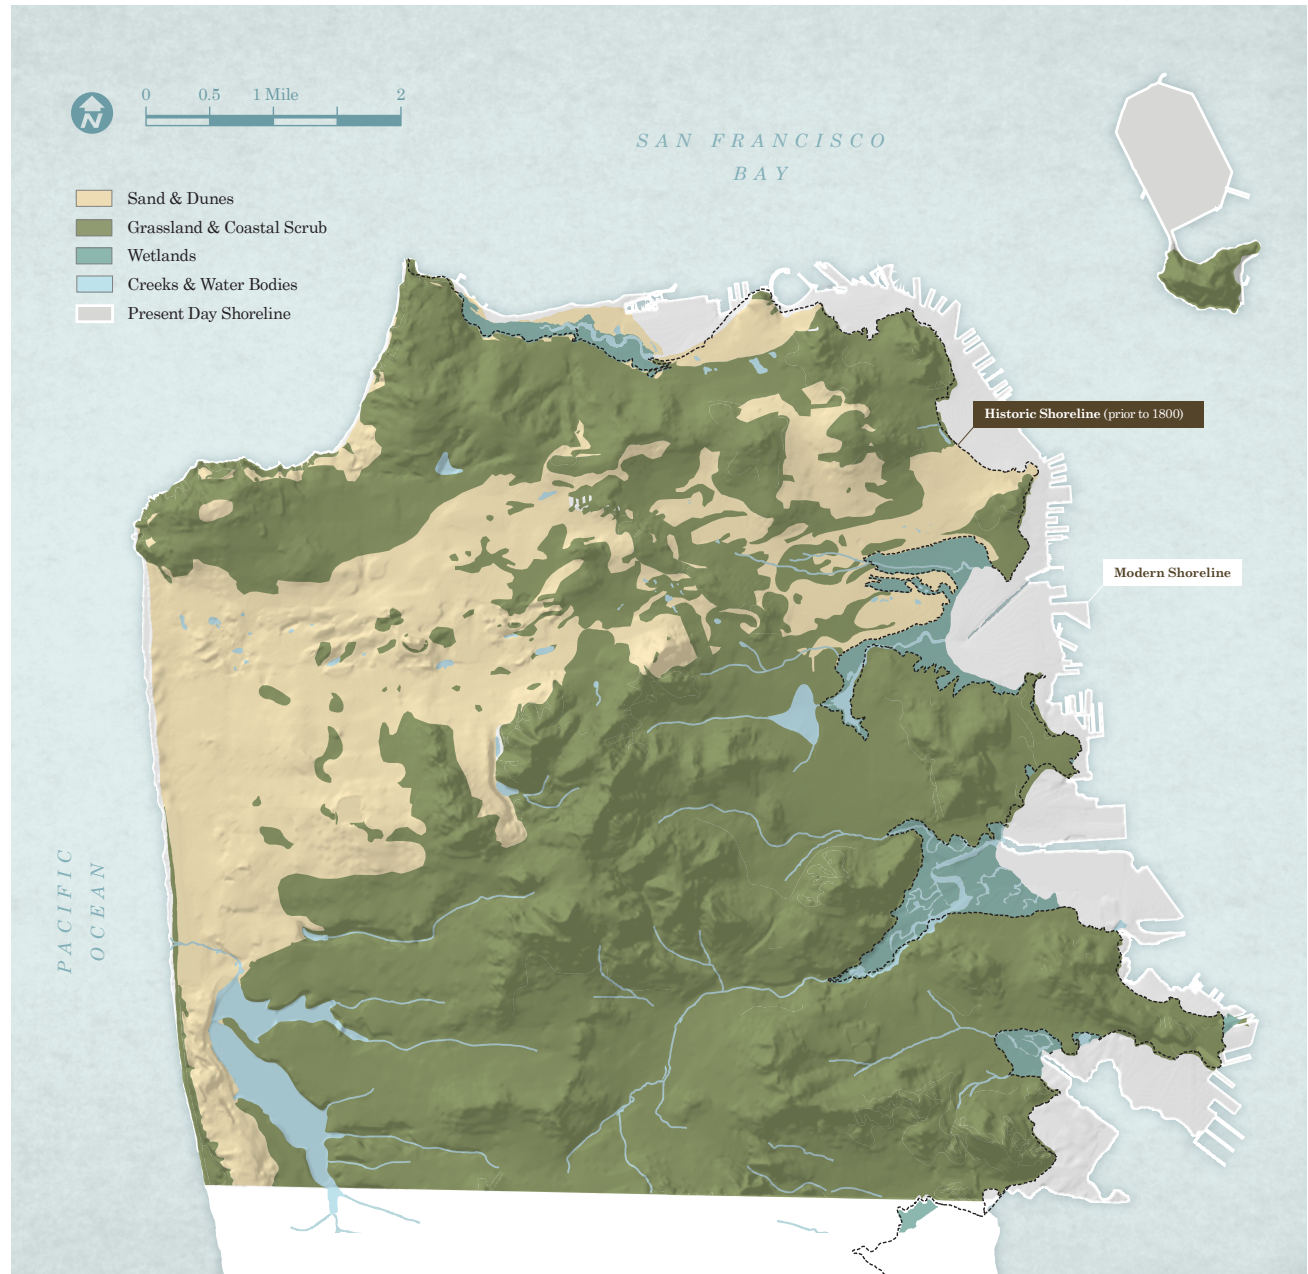 0 0.5 1 Mile 2
N
SAN FRANCISCO
BAY
Sand & Dunes
Grassland & Coastal Scrub
Wetlands
Creeks & Water Bodies
Present Day Shoreline
Historic Shoreline (prior to 1800)
Modern Shoreline
PACIFIC
OCEAN